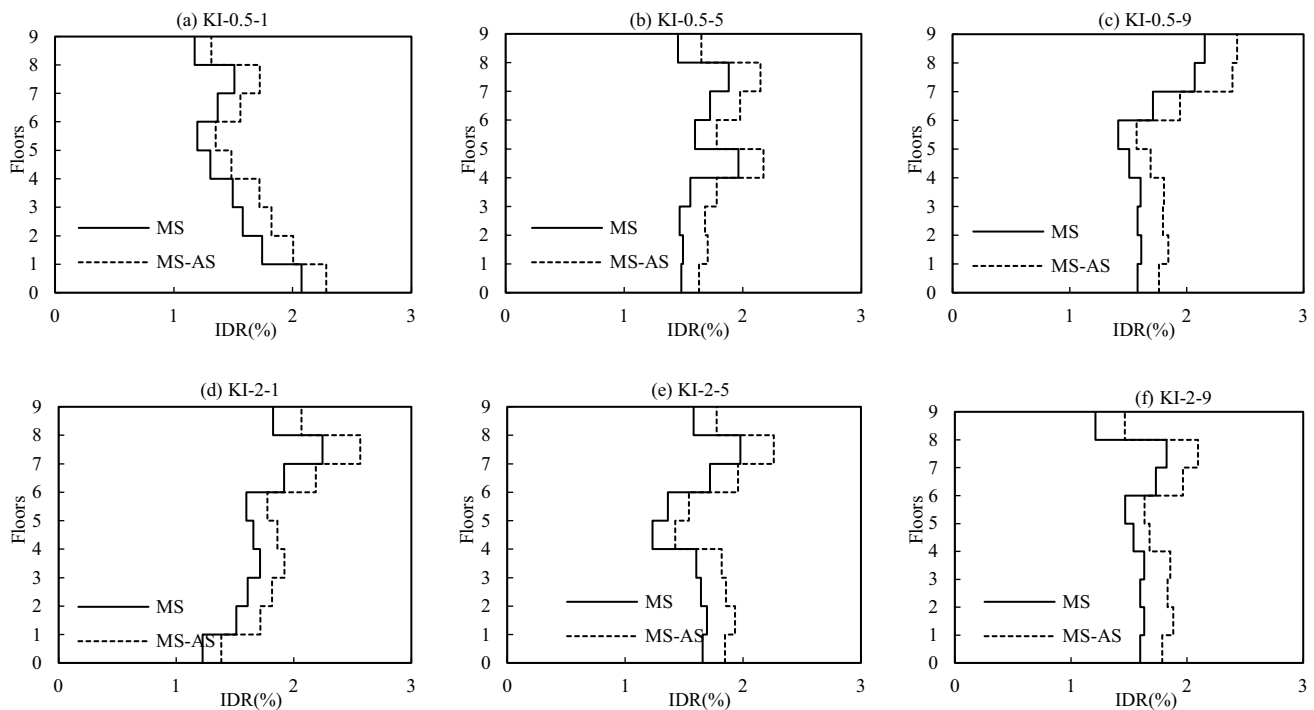 (a) KI-0.5-1
9
8
7
6
5
4
3
2
1
0
Floors
MS
MS-AS
0 1 2 3
IDR(%)
(b) KI-0.5-5
9
8
7
6
5
4
3
2
1
0
Floors
MS
MS-AS
0 1 2 3
IDR(%)
(c) KI-0.5-9
9
8
7
6
5
4
3
2
1
0
Floors
MS
MS-AS
0 1 2 3
IDR(%)
(d) KI-2-1
9
8
7
6
5
4
3
2
1
0
Floors
MS
MS-AS
0 1 2 3
IDR(%)
(e) KI-2-5
9
8
7
6
5
4
3
2
1
0
Floors
MS
MS-AS
0 1 2 3
IDR(%)
(f) KI-2-9
9
8
7
6
5
4
3
2
1
0
Floors
MS
MS-AS
0 1 2 3
IDR(%)